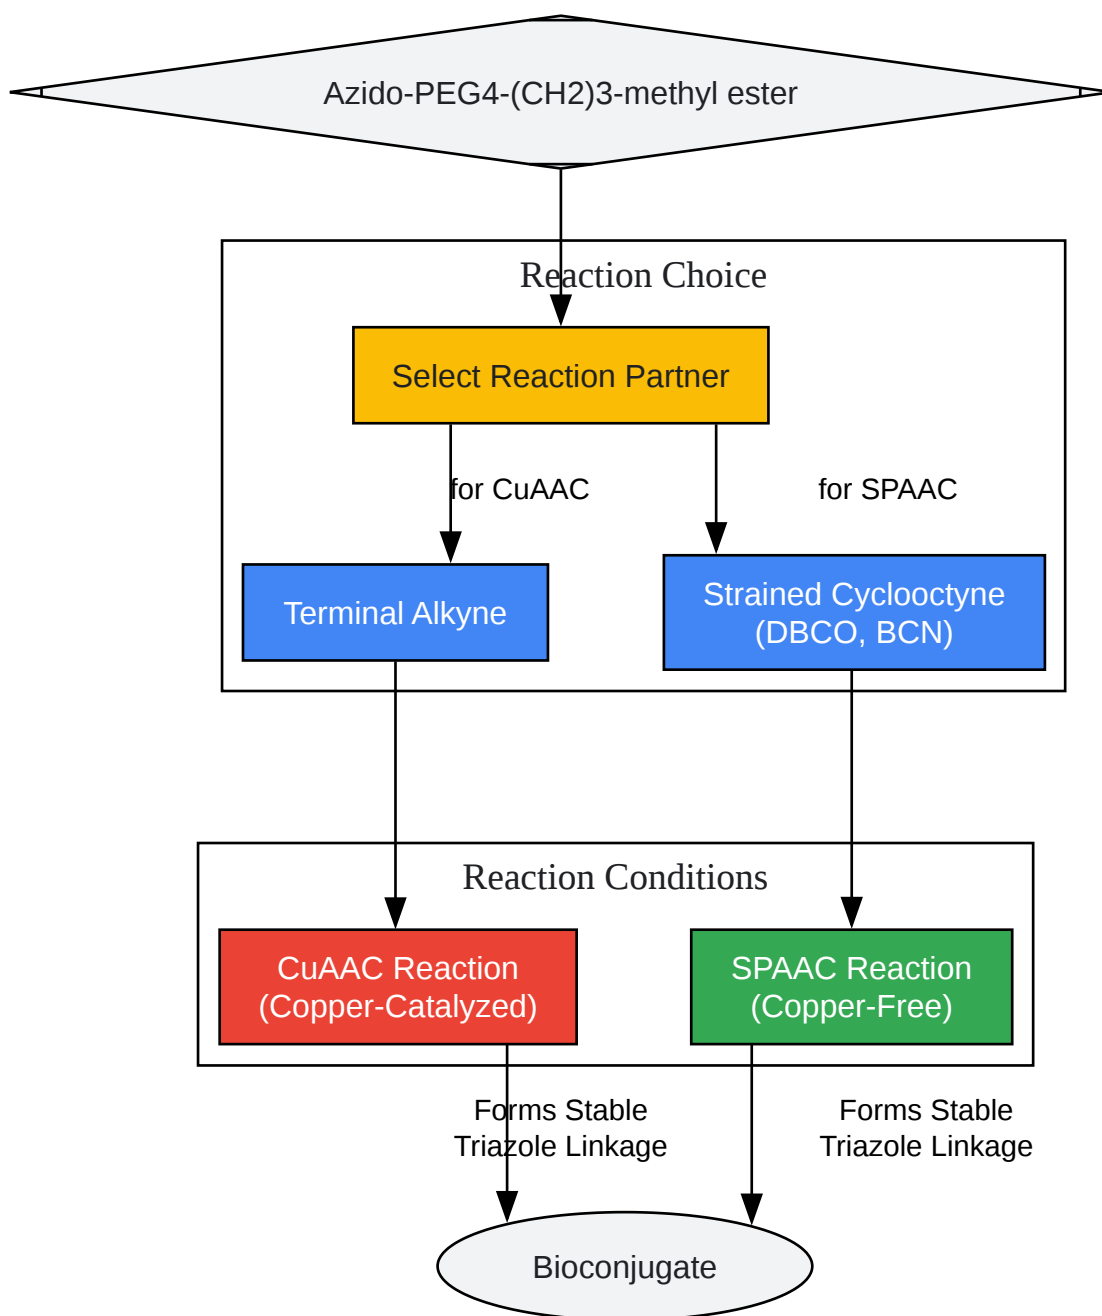 Azido-PEG4-(CH2)3-methyl ester
Reaction Choice
Select Reaction Partner
for CuAAC
for SPAAC
Terminal Alkyne
Strained Cyclooctyne
(DBCO, BCN)
Reaction Conditions
CuAAC Reaction
(Copper-Catalyzed)
SPAAC Reaction
(Copper-Free)
Forms Stable
Triazole Linkage
Forms Stable
Triazole Linkage
Bioconjugate